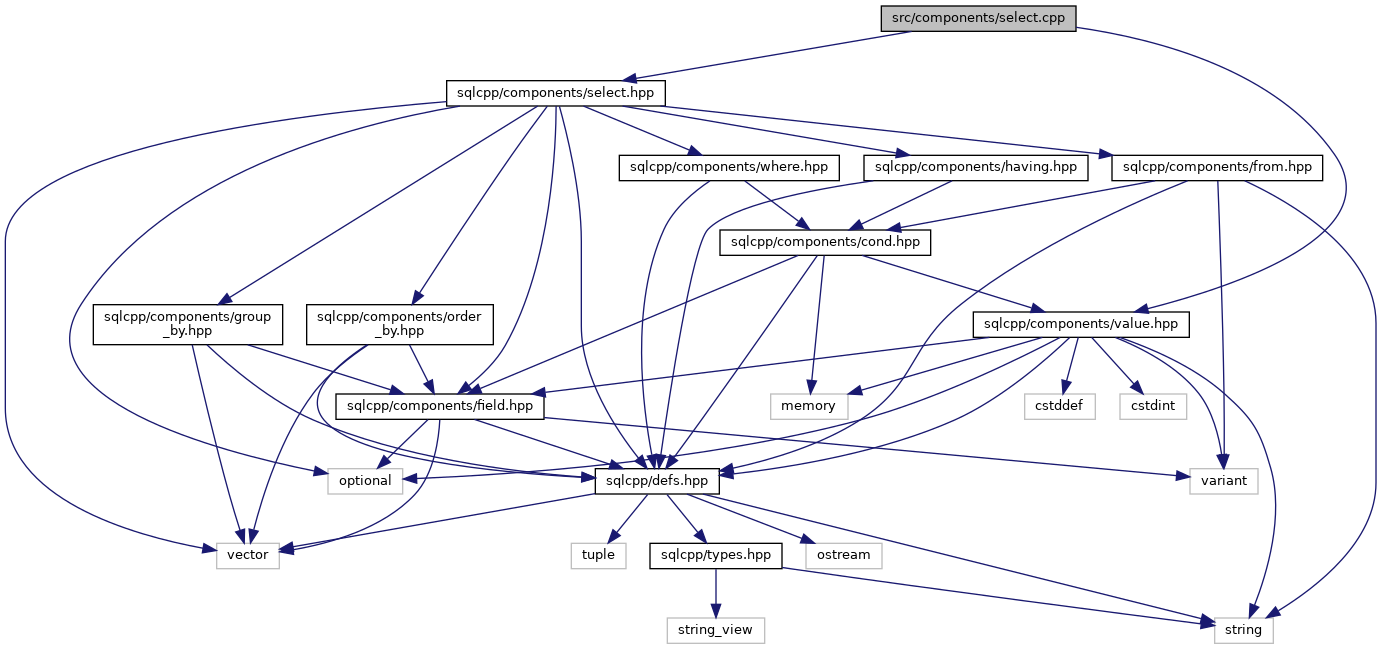 src/components/select.cpp
sqlcpp/components/select.hpp
sqlcpp/components/where.hpp
sqlcpp/components/having.hpp
sqlcpp/components/from.hpp
sqlcpp/components/cond.hpp
sqlcpp/components/group
_by.hpp
sqlcpp/components/order
_by.hpp
sqlcpp/components/value.hpp
sqlcpp/components/field.hpp
memory
cstddef
cstdint
optional
sqlcpp/defs.hpp
variant
vector
tuple
sqlcpp/types.hpp
ostream
string_view
string